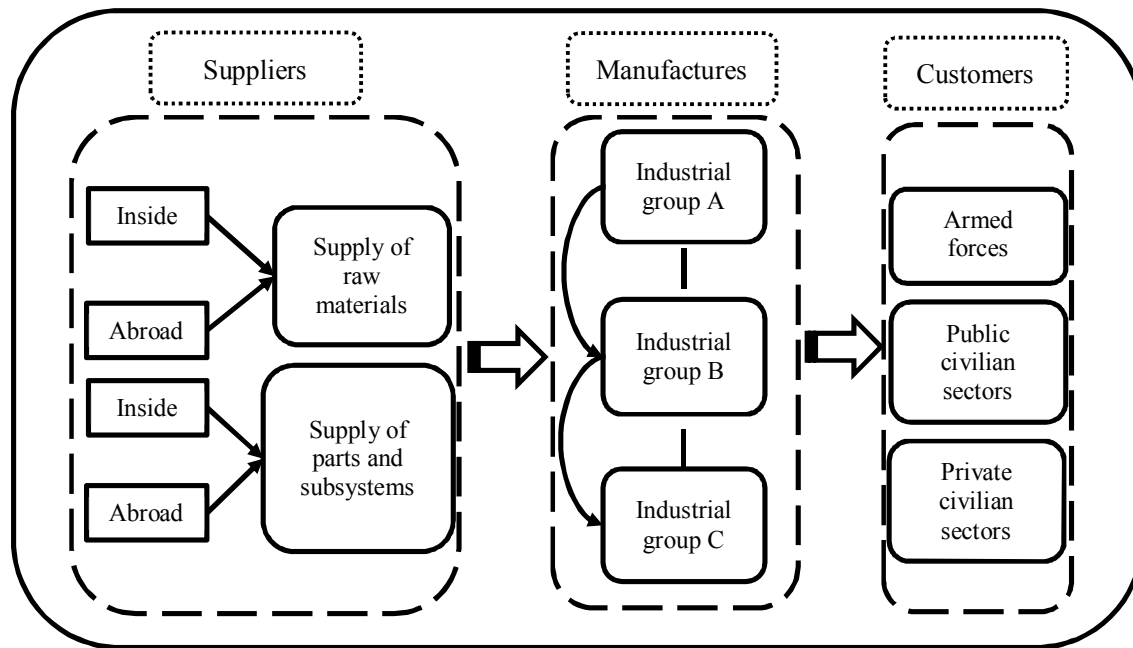 Suppliers
Inside
Abroad
Supply of
raw
materials
Inside
Abroad
Supply of
parts and
subsystems
Manufactures
Industrial
group A
Industrial
group B
Industrial
group C
Customers
Armed
forces
Public
civilian
sectors
Private
civilian
sectors